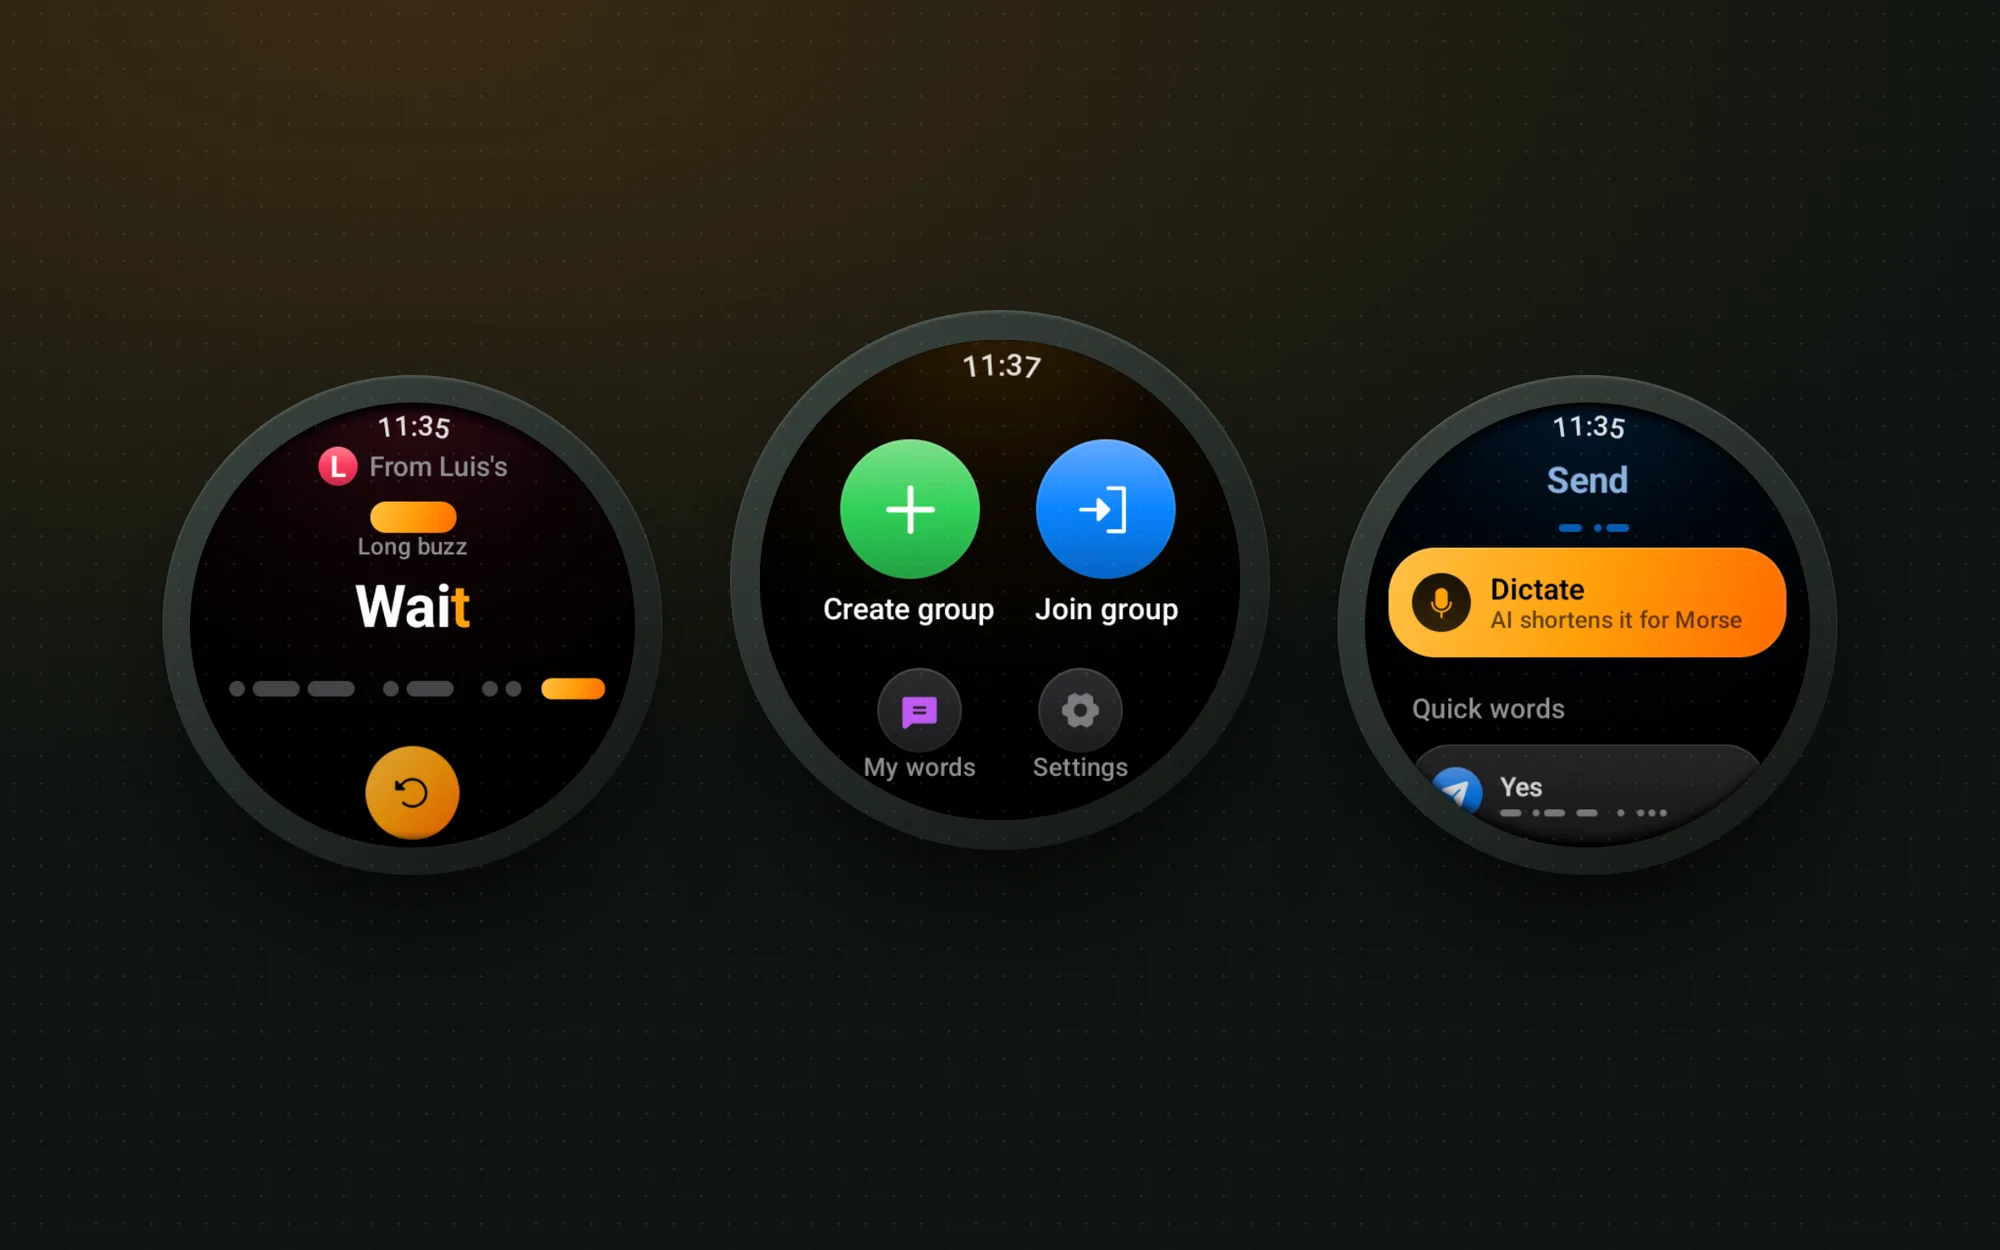 11:35
L From Luis's
Long buzz
Wait
11:37
Create group
Join group
My words
Settings
11:35
Send
Dictate
AI shortens it for Morse
Quick words
Yes